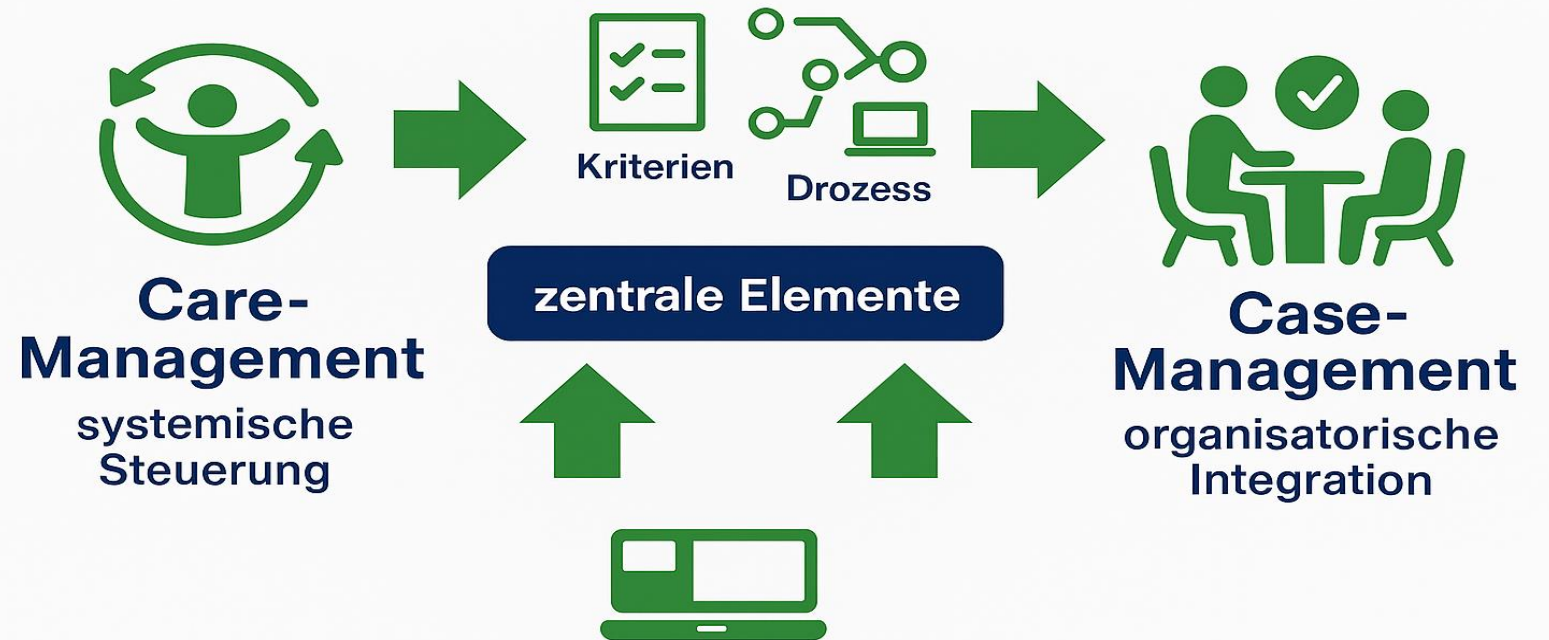 Kriterien
Drozess
zentrale Elemente
Care-
Management
systemische
Steuerung
Case-
Management
organisatorische
Integration